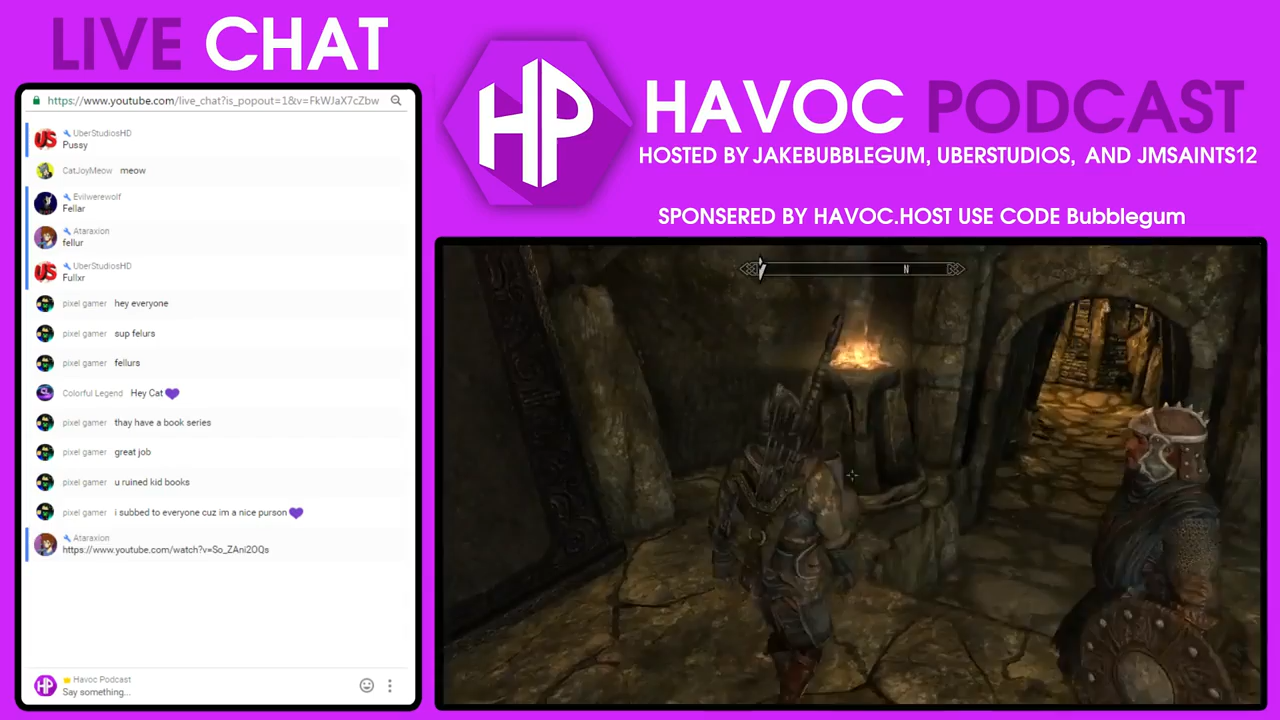 LIVE CHAT
https://www.youtube.com/live_chat?is_popout=1&v=FkWJaX7cZbw
US UberStudiosHD
Pussy
CatJoyMeow meow
Evilwerewolf
Fellar
Ataraxion
fellur
US UberStudiosHD
Fullxr
pixel gamer hey everyone
pixel gamer sup felurs
pixel gamer fellurs
Colorful Legend Hey Cat
pixel gamer thay have a book series
pixel gamer great job
pixel gamer u ruined kid books
pixel gamer i subbed to everyone cuz im a nice purson
Ataraxion
https://www.youtube.com/watch?v=So_ZAni2OQs
HP Havoc Podcast
Say something...
HP
HAVOC PODCAST
HOSTED BY JAKEBUBBLEGUM, UBERSTUDIOS, AND JMSAINTS12
SPONSERED BY HAVOC.HOST USE CODE Bubblegum
N